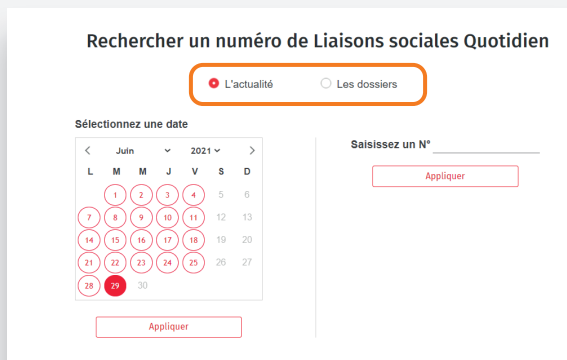 Rechercher un numéro de Liaisons sociales Quotidien
L'actualité Les dossiers
Sélectionnez une date
Juin 2021
L M M J V S D
1 2 3 4 5 6
7 8 9 10 11 12 13
14 15 16 17 18 19 20
21 22 23 24 25 26 27
28 29 30
Appliquer
Saisissez un N°
Appliquer